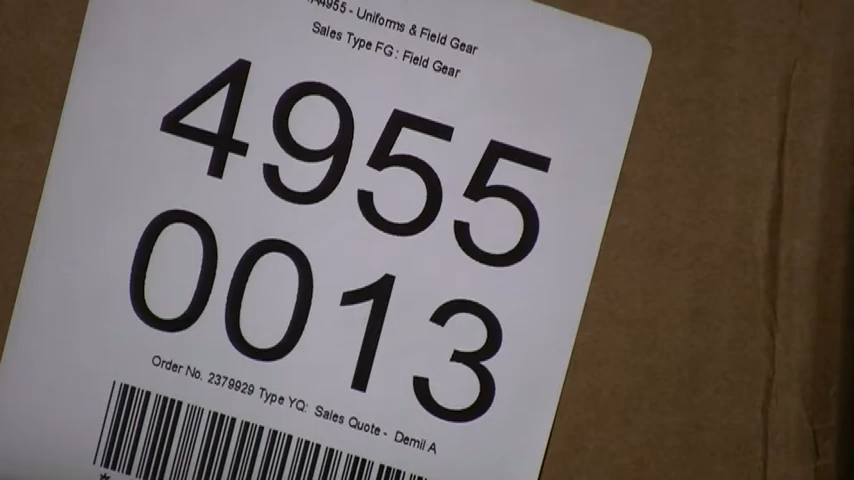 4955 - Uniforms & Field Gear
Sales Type FG : Field Gear
4955
0013
Order No. 2379929 Type YQ: Sales Quote - Demil A
*